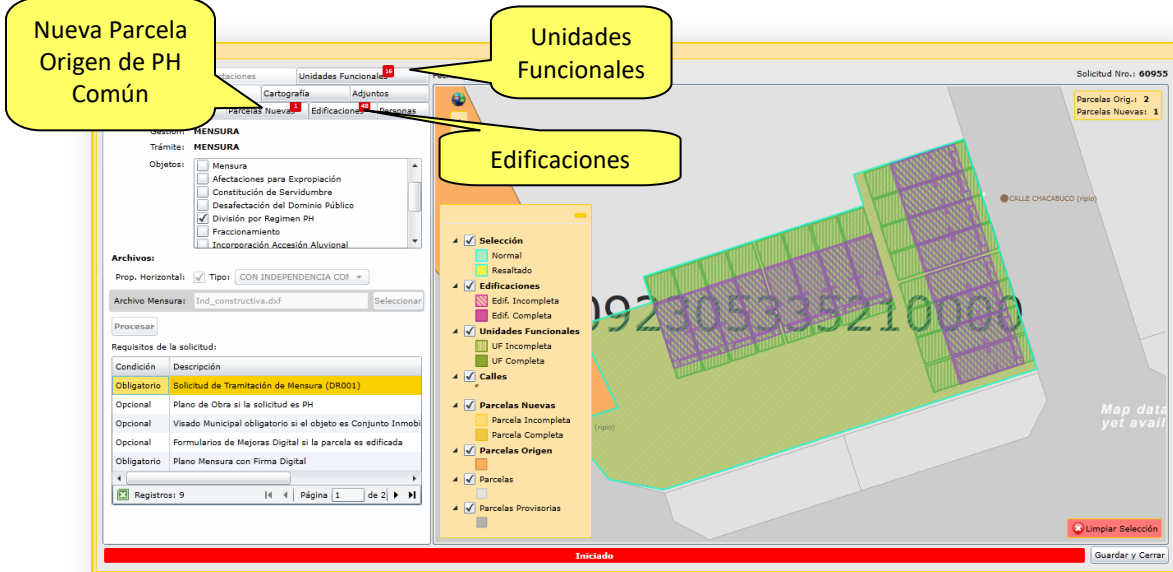 Nueva Parcela
Origen de PH
Común
Unidades
Funcionales
Edificaciones
Unidades Funcionales 16
Solicitud Nro.: 60955
Cartografía Adjuntos
Parcelas Nuevas 1 Edificaciones 48 Personas
Parcelas Orig.: 2
Parcelas Nuevas: 1
Gestión: MENSURA
Trámite: MENSURA
Objetos:
Mensura
Afectaciones para Expropiación
Constitución de Servidumbre
Desafectación del Dominio Público
División por Regimen PH
Fraccionamiento
Incorporación Accesión Aluvional
Archivos:
Prop. Horizontal: Tipo: CON INDEPENDENCIA CO
Archivo Mensura: Ind_constructiva.dxf Seleccionar
Procesar
Requisitos de la solicitud:
Condición Descripción
Obligatorio Solicitud de Tramitación de Mensura (DR001)
Opcional Plano de Obra si la solicitud es PH
Opcional Visado Municipal obligatorio si el objeto es Conjunto Inmobi
Opcional Formularios de Mejoras Digital si la parcela es edificada
Obligatorio Plano Mensura con Firma Digital
Registros: 9 Página 1 de 2
Selección
Normal
Resaltado
Edificaciones
Edif. Incompleta
Edif. Completa
Unidades Funcionales
UF Incompleta
UF Completa
Calles
Parcelas Nuevas
Parcela Incompleta
Parcela Completa
Parcelas Origen
Parcelas
Parcelas Provisorias
CALLE CHACABUCO (ripio)
092305335210000
(ripio)
Map data
yet avail
Limpiar Selección
Iniciado
Guardar y Cerrar